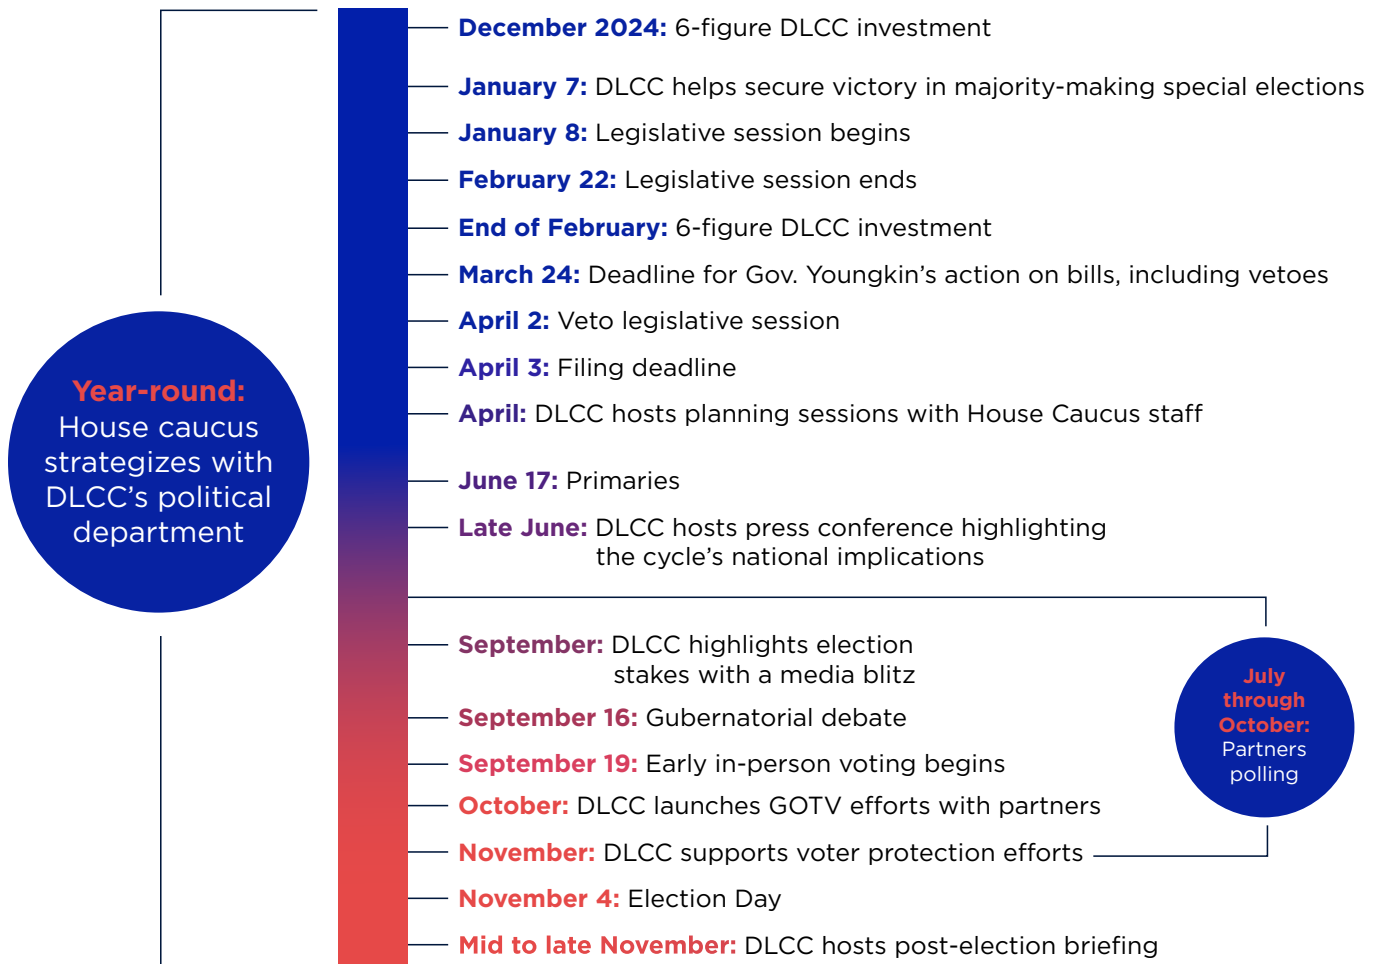 December 2024: 6-figure DLCC investment
January 7: DLCC helps secure victory in majority-making special elections
January 8: Legislative session begins
February 22: Legislative session ends
End of February: 6-figure DLCC investment
March 24: Deadline for Gov. Youngkin’s action on bills, including vetoes
April 2: Veto legislative session
April 3: Filing deadline
April: DLCC hosts planning sessions with House Caucus staff
June 17: Primaries
Late June: DLCC hosts press conference highlighting
the cycle’s national implications
September: DLCC highlights election
stakes with a media blitz
September 16: Gubernatorial debate
September 19: Early in-person voting begins
October: DLCC launches GOTV efforts with partners
November: DLCC supports voter protection efforts
November 4: Election Day
Mid to late November: DLCC hosts post-election briefing
Year-round:
House caucus
strategizes with
DLCC’s political
department
July
through
October:
Partners
polling